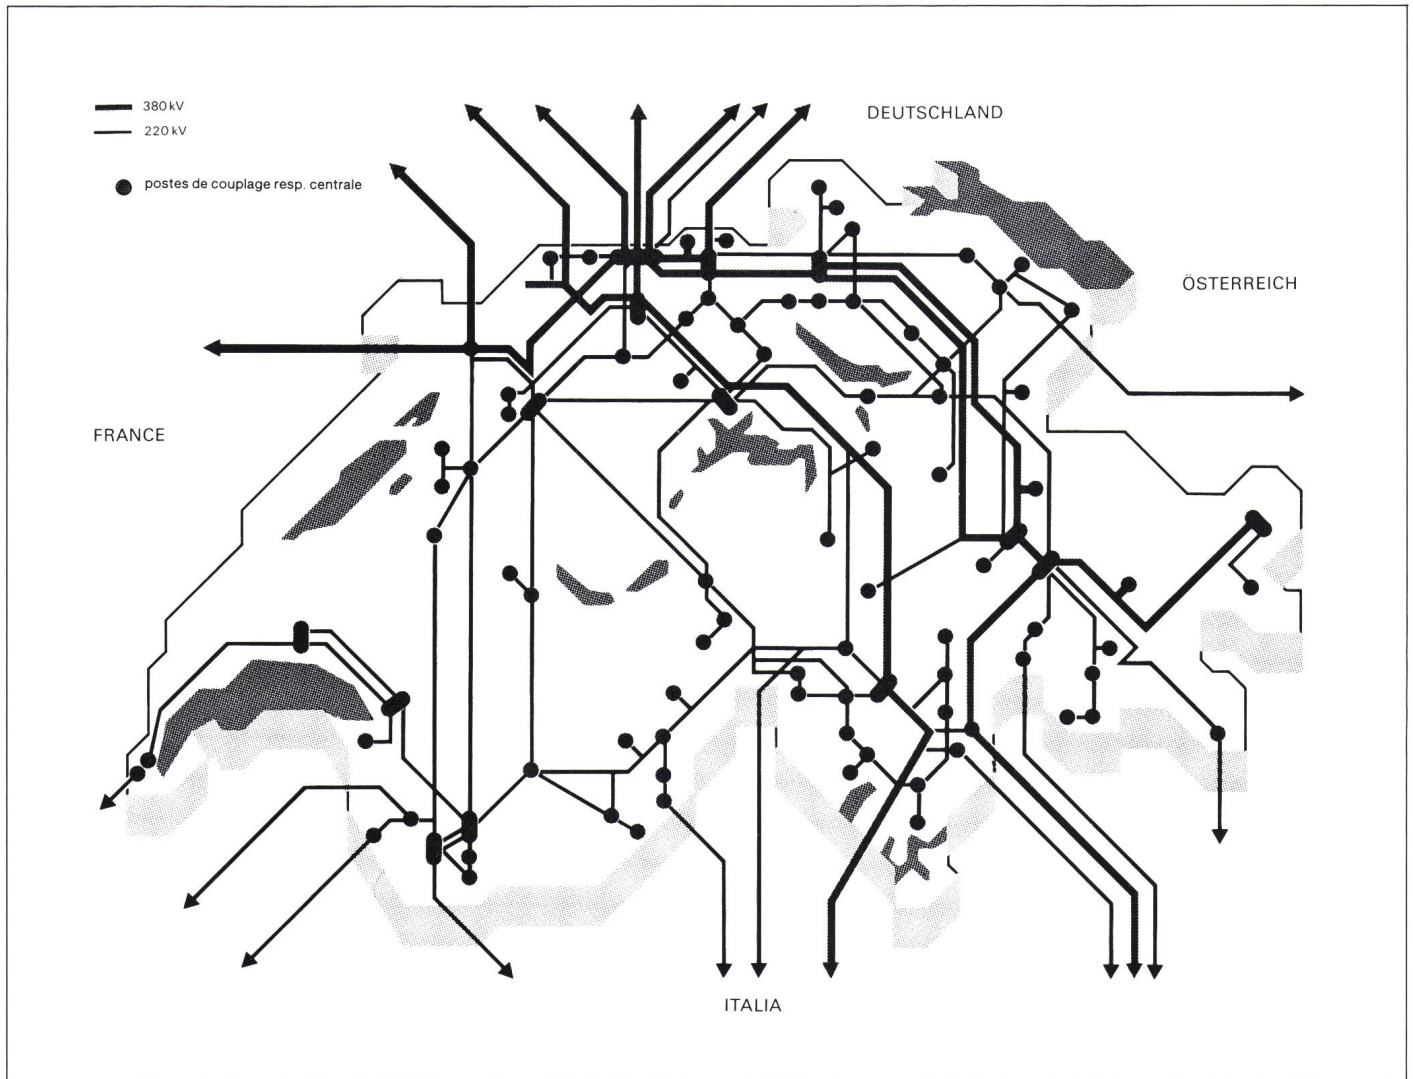 380 kV
220 kV
postes de couplage resp. centrale
DEUTSCHLAND
ÖSTERREICH
FRANCE
ITALIA